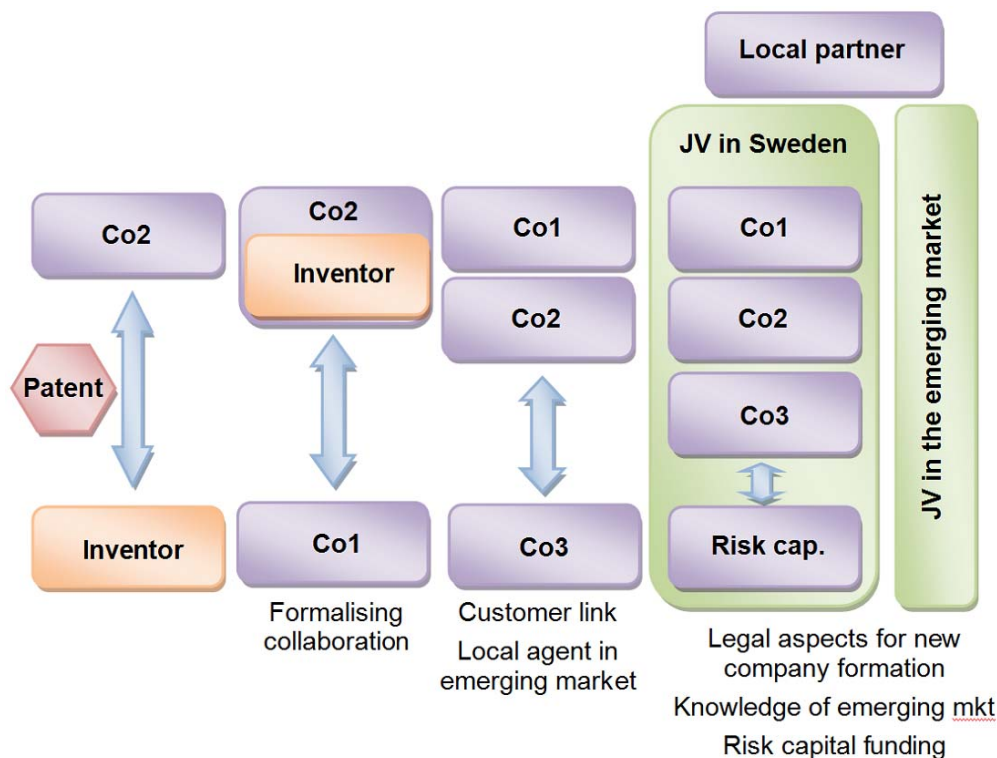 Local partner
Co2
Patent
Inventor
Co2
Inventor
Co1
Formalising
collaboration
Co1
Co2
Co3
Customer link
Local agent in
emerging market
JV in Sweden
Co1
Co2
Co3
Risk cap.
JV in the emerging market
Legal aspects for new
company formation
Knowledge of emerging mkt
Risk capital funding